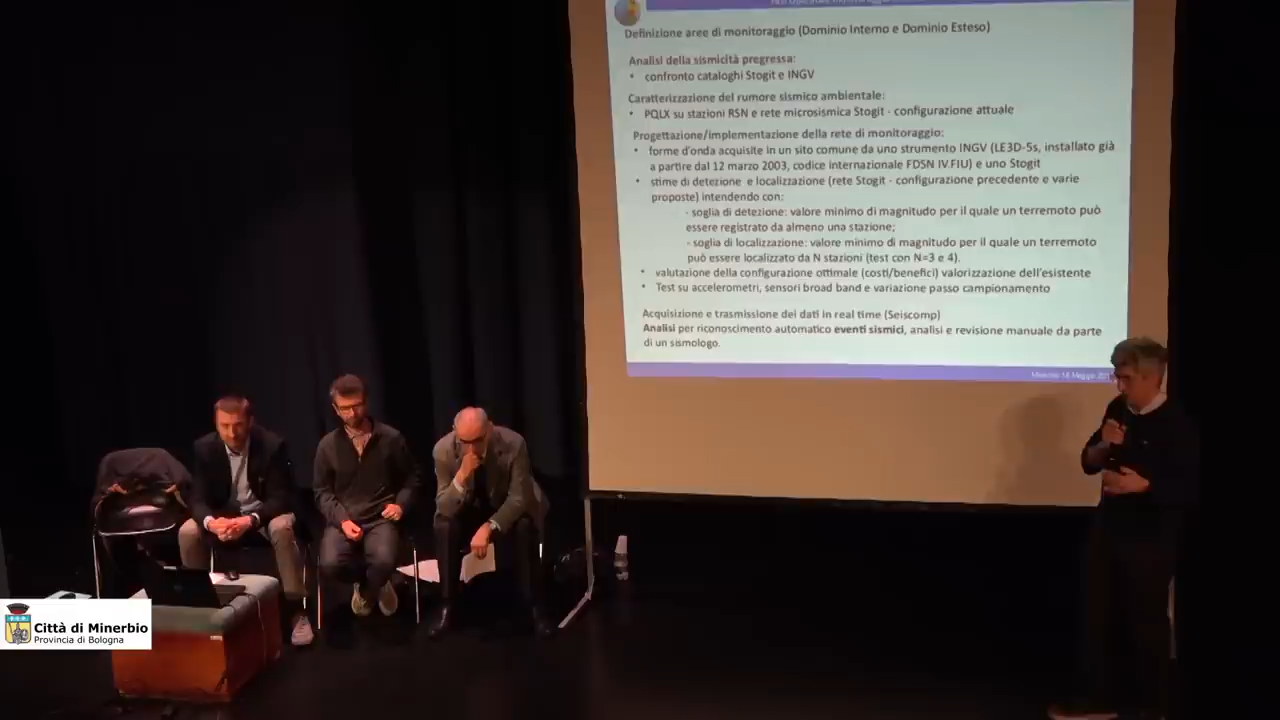 Definizione aree di monitoraggio (Dominio Interno e Dominio Esteso)
Analisi della sismicità pregressa:
• confronto cataloghi Stogit e INGV
Caratterizzazione del rumore sismico ambientale:
• PQLX su stazioni RSN e rete microsismica Stogit - configurazione attuale
Progettazione/implementazione della rete di monitoraggio:
• forme d'onda acquisite in un sito comune da uno strumento INGV (LE3D-5s, installato già
a partire dal 12 marzo 2003, codice internazionale FDSN IV.FIU) e uno Stogit
• stime di detezione e localizzazione (rete Stogit - configurazione precedente e varie
proposte) intendendo con:
- soglia di detezione: valore minimo di magnitudo per il quale un terremoto può
essere registrato da almeno una stazione;
- soglia di localizzazione: valore minimo di magnitudo per il quale un terremoto
può essere localizzato da N stazioni (test con N=3 e 4).
• valutazione della configurazione ottimale (costi/benefici) valorizzazione dell'esistente
• Test su accelerometri, sensori broad band e variazione passo campionamento
Acquisizione e trasmissione dei dati in real time (Seiscomp)
Analisi per riconoscimento automatico eventi sismici, analisi e revisione manuale da parte
di un sismologo.
Minerbio 16 Maggio
Città di Minerbio
Provincia di Bologna